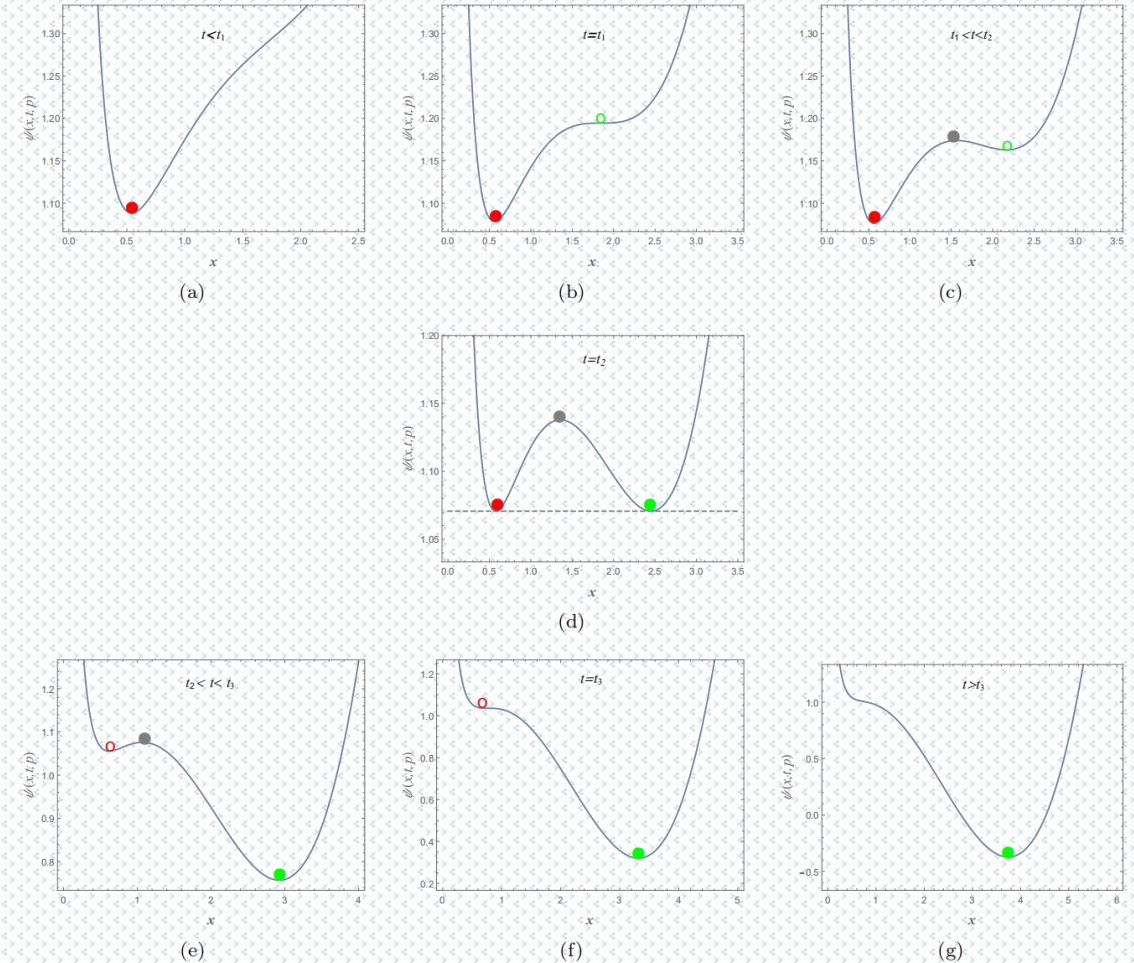 t<t₁
t=t₁
t₁<t<t₂
1.30
1.30
1.30
1.25
1.25
1.25
ψ(x,t,p)
1.20
ψ(x,t,p)
1.20
ψ(x,t,p)
1.20
1.15
1.15
1.15
1.10
1.10
1.10
0.0 0.5 1.0 1.5 2.0 2.5
0.0 0.5 1.0 1.5 2.0 2.5 3.0 3.5
0.0 0.5 1.0 1.5 2.0 2.5 3.0 3.5
x
x
x
(a)
(b)
(c)
1.20
t=t₂
1.15
ψ(x,t,p)
1.10
1.05
0.0 0.5 1.0 1.5 2.0 2.5 3.0 3.5
x
(d)
t₂< t< t₃
t=t₃
t>t₃
1.2
1.1
ψ(x,t,p)
1.0
0.9
0.8
1.2
1.0
ψ(x,t,p)
0.8
0.6
0.4
0.2
1.0
ψ(x,t,p)
0.5
0.0
-0.5
0 1 2 3 4
0 1 2 3 4 5
0 1 2 3 4 5 6
x
x
x
(e)
(f)
(g)